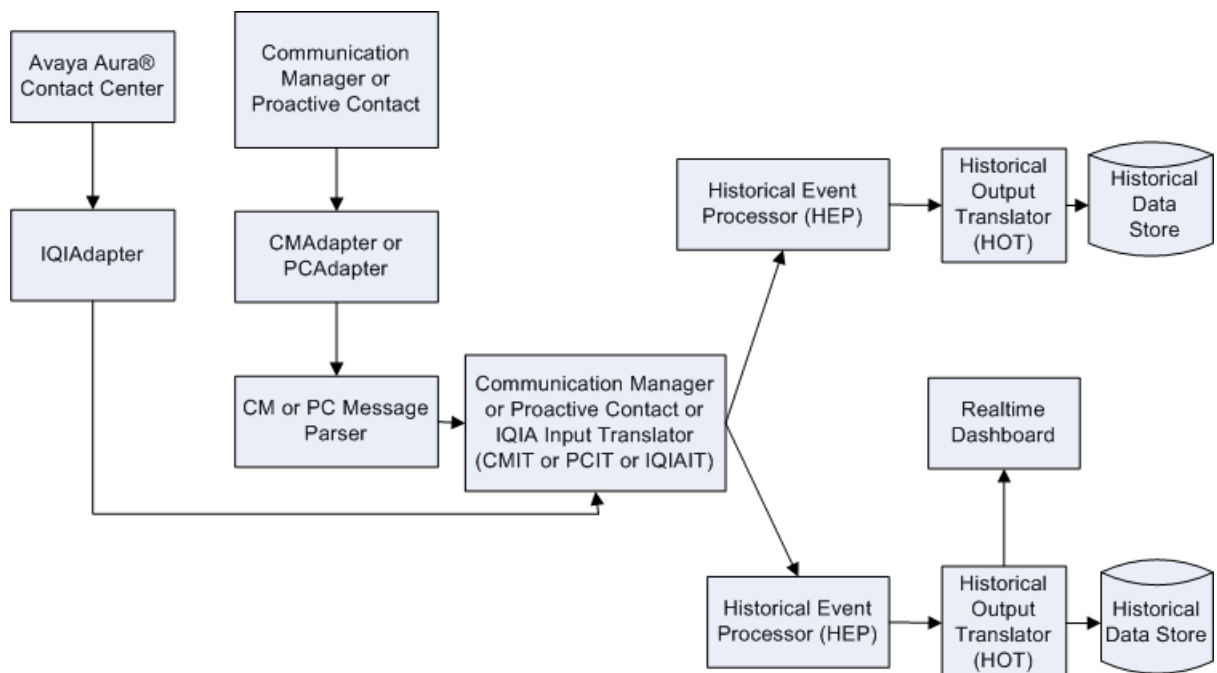 Avaya Aura®
Contact Center
Communication
Manager or
Proactive Contact
IQIAdapter
CMAdapter or
PCAdapter
CM or PC Message
Parser
Communication Manager
or Proactive Contact or
IQIA Input Translator
(CMIT or PCIT or IQIAIT)
Historical Event
Processor (HEP)
Historical
Output
Translator
(HOT)
Historical
Data
Store
Realtime
Dashboard
Historical Event
Processor (HEP)
Historical
Output
Translator
(HOT)
Historical
Data Store